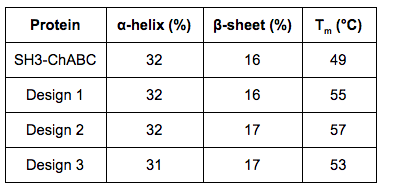 Protein α-helix (%) β-sheet (%) Tm (°C)
SH3-ChABC 32 16 49
Design 1 32 16 55
Design 2 32 17 57
Design 3 31 17 53